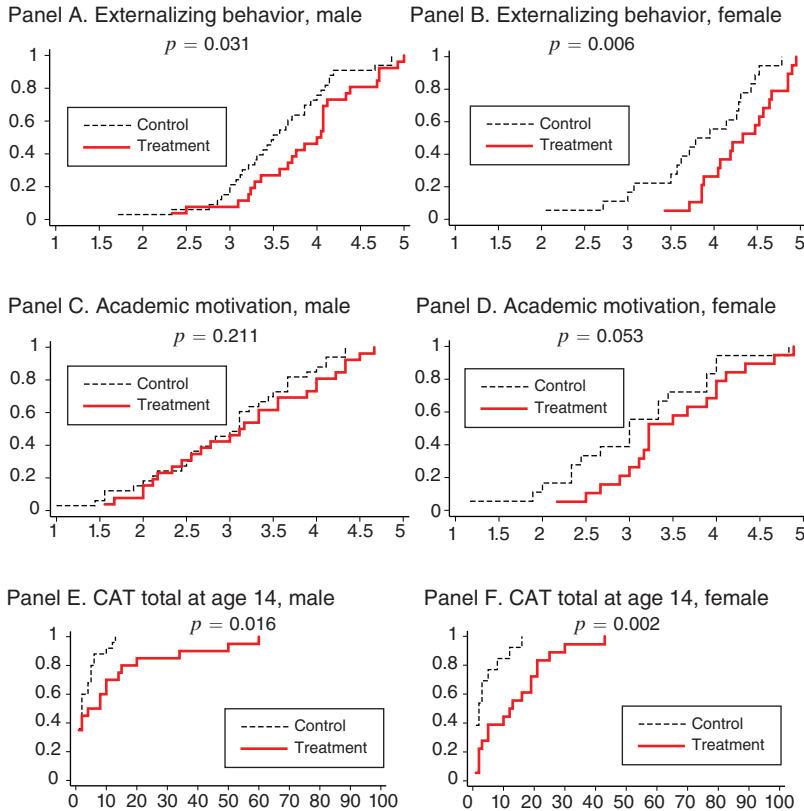 Panel A. Externalizing behavior, male
p = 0.031
1
0.8
0.6
0.4
0.2
0
Control
Treatment
1 1.5 2 2.5 3 3.5 4 4.5 5
Panel B. Externalizing behavior, female
p = 0.006
1
0.8
0.6
0.4
0.2
0
Control
Treatment
1 1.5 2 2.5 3 3.5 4 4.5 5
Panel C. Academic motivation, male
p = 0.211
1
0.8
0.6
0.4
0.2
0
Control
Treatment
1 1.5 2 2.5 3 3.5 4 4.5 5
Panel D. Academic motivation, female
p = 0.053
1
0.8
0.6
0.4
0.2
0
Control
Treatment
1 1.5 2 2.5 3 3.5 4 4.5 5
Panel E. CAT total at age 14, male
p = 0.016
1
0.8
0.6
0.4
0.2
0
Control
Treatment
0 10 20 30 40 50 60 70 80 90 100
Panel F. CAT total at age 14, female
p = 0.002
1
0.8
0.6
0.4
0.2
0
Control
Treatment
0 10 20 30 40 50 60 70 80 90 100